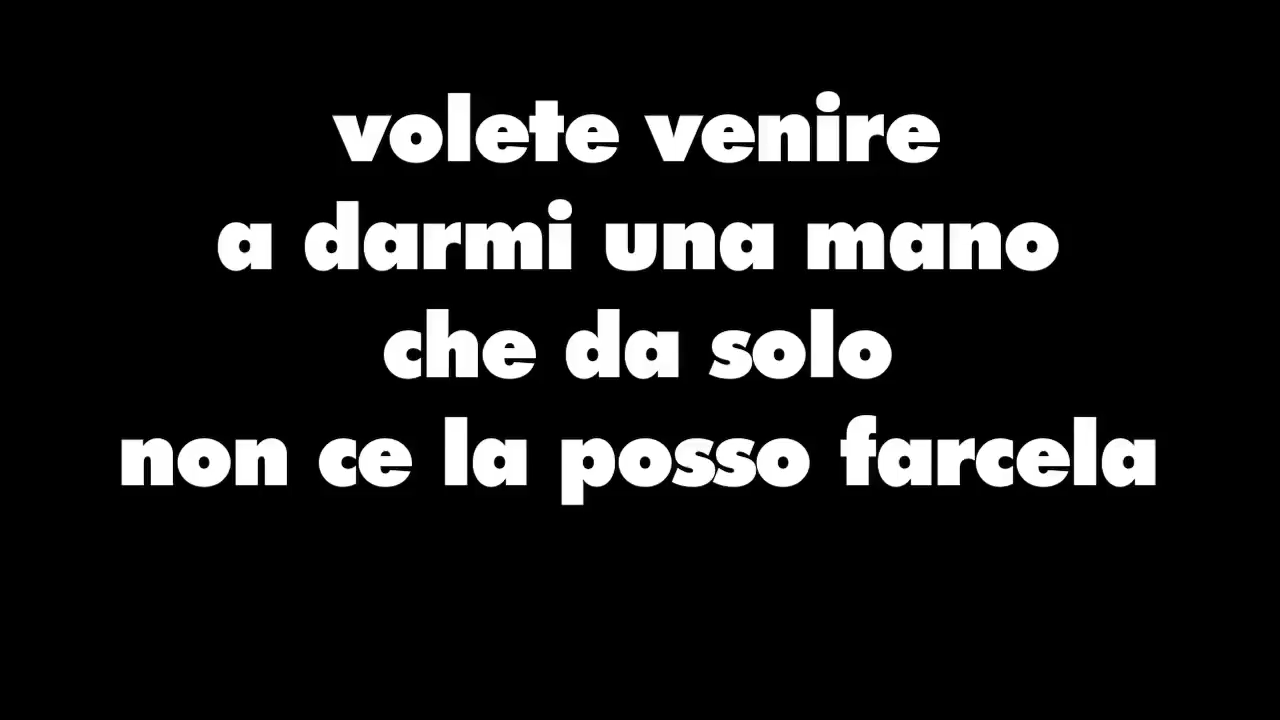 volete venire
a darmi una mano
che da solo
non ce la posso farcela